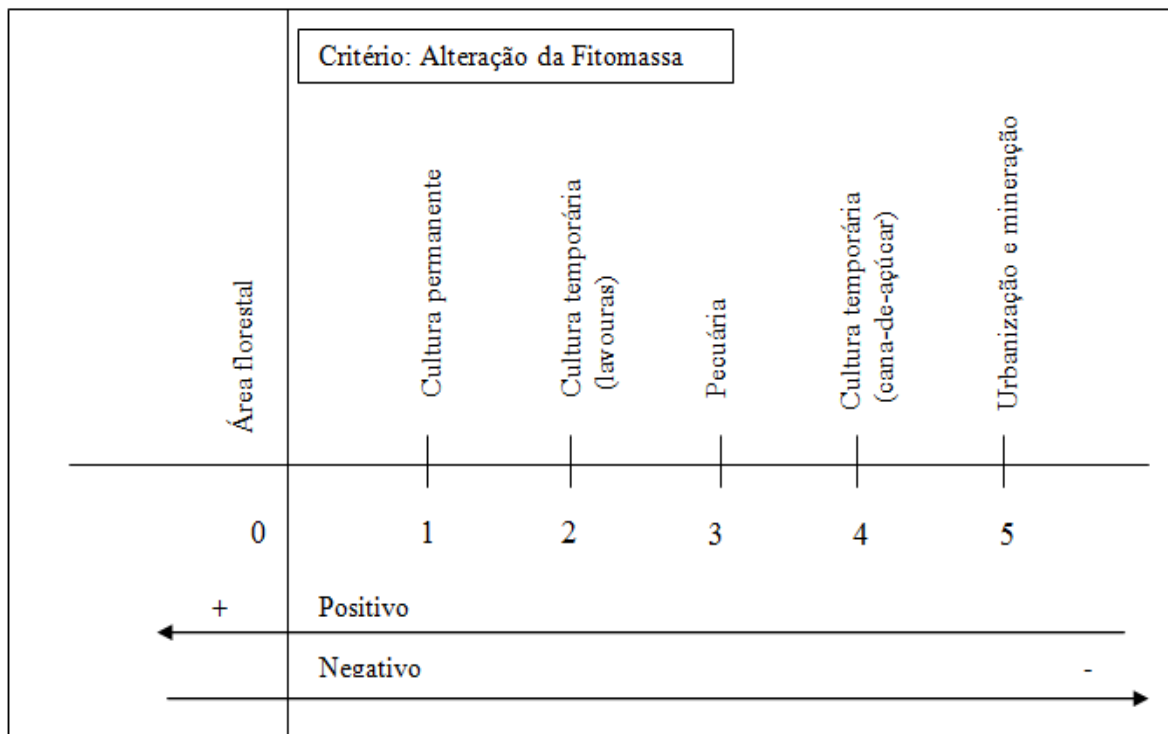 Critério: Alteração da Fitomassa
Área florestal
Cultura permanente
Cultura temporária
(lavouras)
Pecuária
Cultura temporária
(cana-de-açúcar)
Urbanização e mineração
0 1 2 3 4 5
+ Positivo
Negativo -